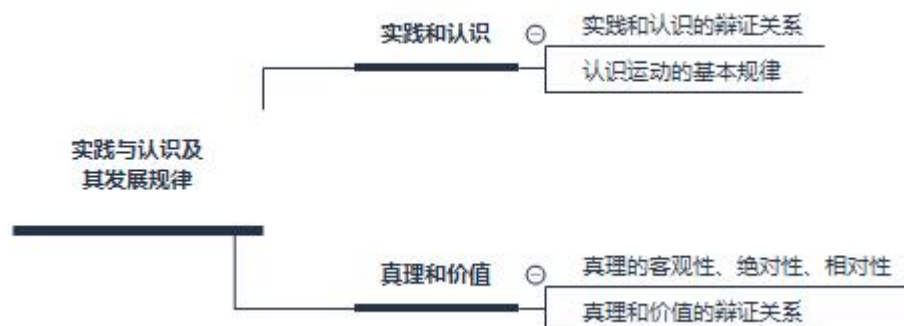 实践和认识
实践和认识的辩证关系
认识运动的基本规律
实践与认识及
其发展规律
真理和价值
真理的客观性、绝对性、相对性
真理和价值的辩证关系